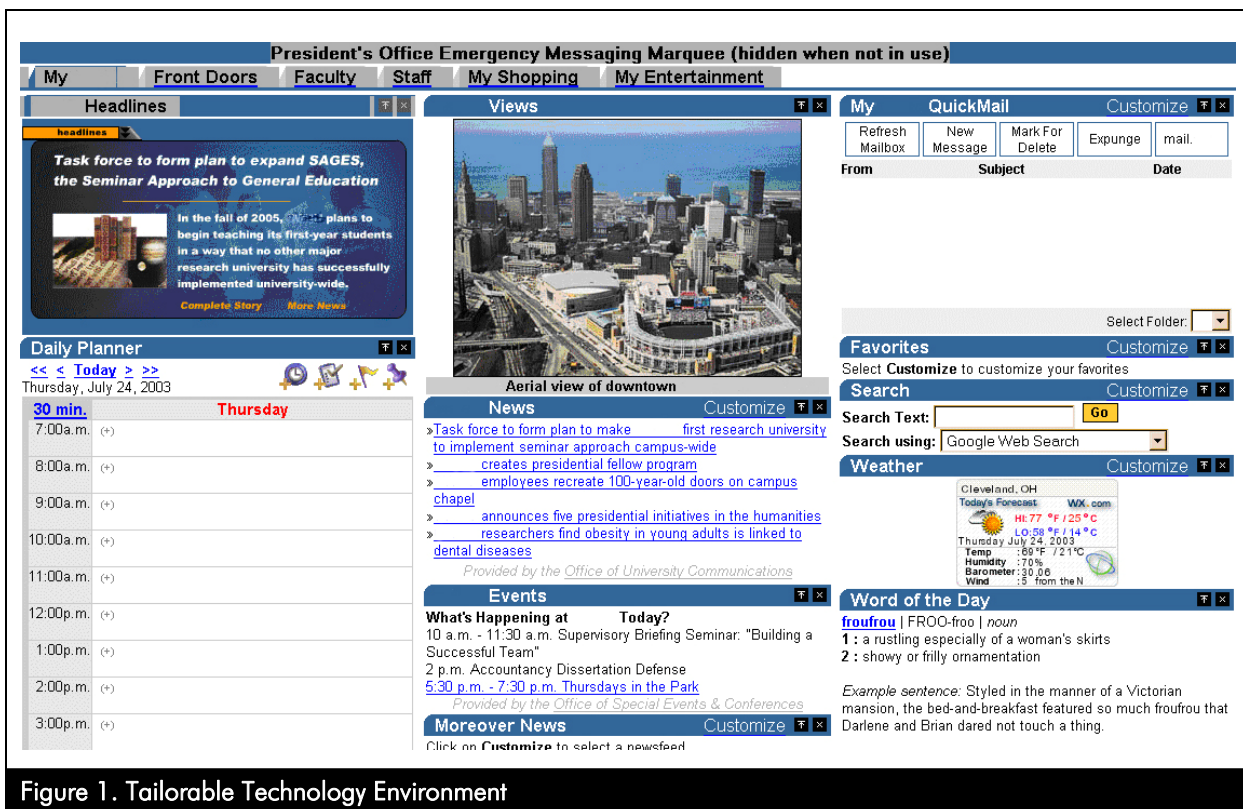 President's Office Emergency Messaging Marquee (hidden when not in use)
My Front Doors Faculty Staff My Shopping My Entertainment
Headlines
headlines
Task force to form plan to expand SAGES,
the Seminar Approach to General Education
In the fall of 2005, plans to
begin teaching its first-year students
in a way that no other major
research university has successfully
implemented university-wide.
Complete Story More News
Daily Planner
<< < Today > >>
Thursday, July 24, 2003
30 min. Thursday
7:00a.m. (+)
8:00a.m. (+)
9:00a.m. (+)
10:00a.m. (+)
11:00a.m. (+)
12:00p.m. (+)
1:00p.m. (+)
2:00p.m. (+)
3:00p.m. (+)
Views
Aerial view of downtown
News Customize
»Task force to form plan to make first research university
to implement seminar approach campus-wide
» creates presidential fellow program
» employees recreate 100-year-old doors on campus
chapel
» announces five presidential initiatives in the humanities
» researchers find obesity in young adults is linked to
dental diseases
Provided by the Office of University Communications
Events
What's Happening at Today?
10 a.m. - 11:30 a.m. Supervisory Briefing Seminar: "Building a
Successful Team"
2 p.m. Accountancy Dissertation Defense
5:30 p.m. - 7:30 p.m. Thursdays in the Park
Provided by the Office of Special Events & Conferences
Moreover News Customize
Click on Customize to select a newsfeed
My QuickMail Customize
Refresh Mailbox New Message Mark For Delete Expunge mail.
From Subject Date
Select Folder:
Favorites Customize
Select Customize to customize your favorites
Search Customize
Search Text: Go
Search using: Google Web Search
Weather Customize
Cleveland, OH
Today's Forecast WX.com
HI: 77 °F / 25 °C
LO: 58 °F / 14 °C
Thursday July 24, 2003
Temp : 69 °F / 21 °C
Humidity : 70%
Barometer : 30.06
Wind : 5 from the N
Word of the Day
froufrou | FROO-froo | noun
1 : a rustling especially of a woman's skirts
2 : showy or frilly ornamentation
Example sentence: Styled in the manner of a Victorian
mansion, the bed-and-breakfast featured so much froufrou that
Darlene and Brian dared not touch a thing.
Figure 1. Tailorable Technology Environment